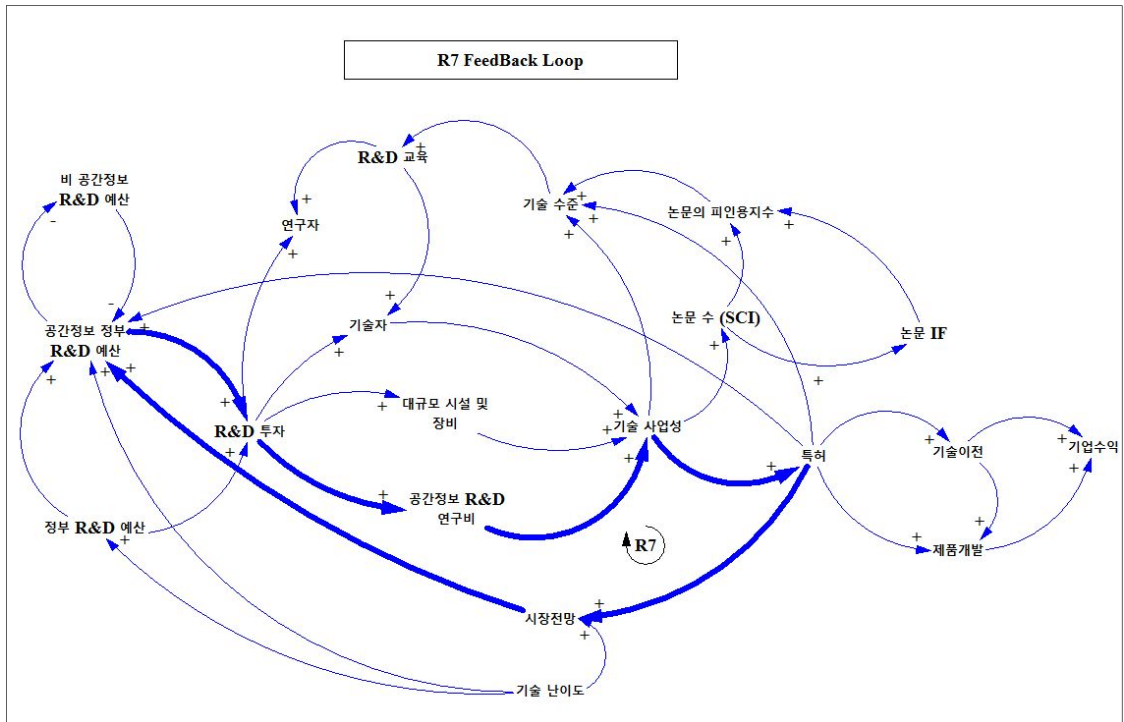 R7 FeedBack Loop
R&D 교육
비 공간정보
R&D 예산
연구자
기술 수준
논문의 피인용지수
공간정보 정부
R&D 예산
기술자
논문 수 (SCI)
논문 IF
R&D 투자
대규모 시설 및
장비
기술 사업성
특허
기술이전
기업수익
공간정보 R&D
연구비
정부 R&D 예산
R7
제품개발
시장전망
기술 난이도